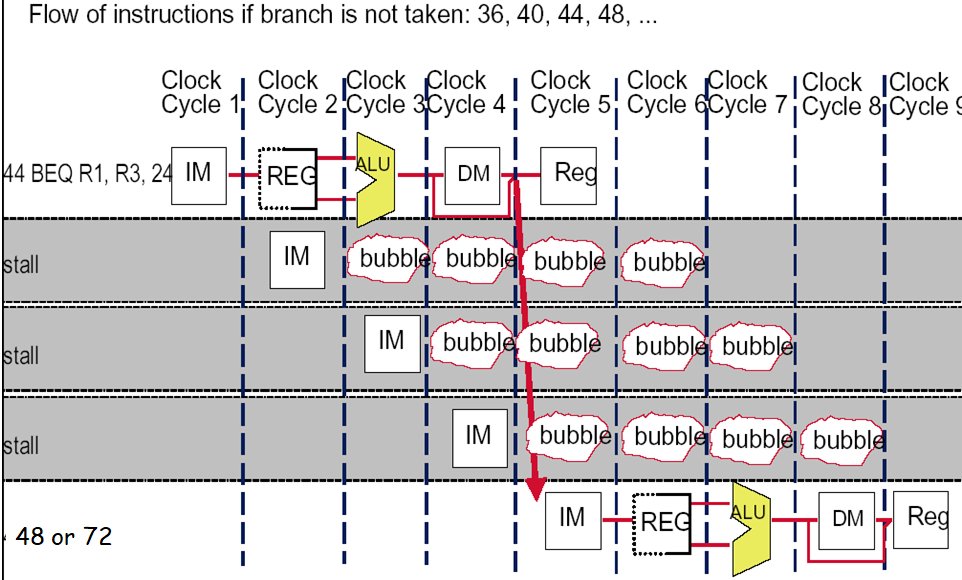 Flow of instructions if branch is not taken: 36, 40, 44, 48, ...
Clock Cycle 1
Clock Cycle 2
Clock Cycle 3
Clock Cycle 4
Clock Cycle 5
Clock Cycle 6
Clock Cycle 7
Clock Cycle 8
Clock Cycle 9
44 BEQ R1, R3, 24 IM REG ALU DM Reg
stall IM bubble bubble bubble bubble
stall IM bubble bubble bubble bubble
stall IM bubble bubble bubble bubble
48 or 72 IM REG ALU DM Reg